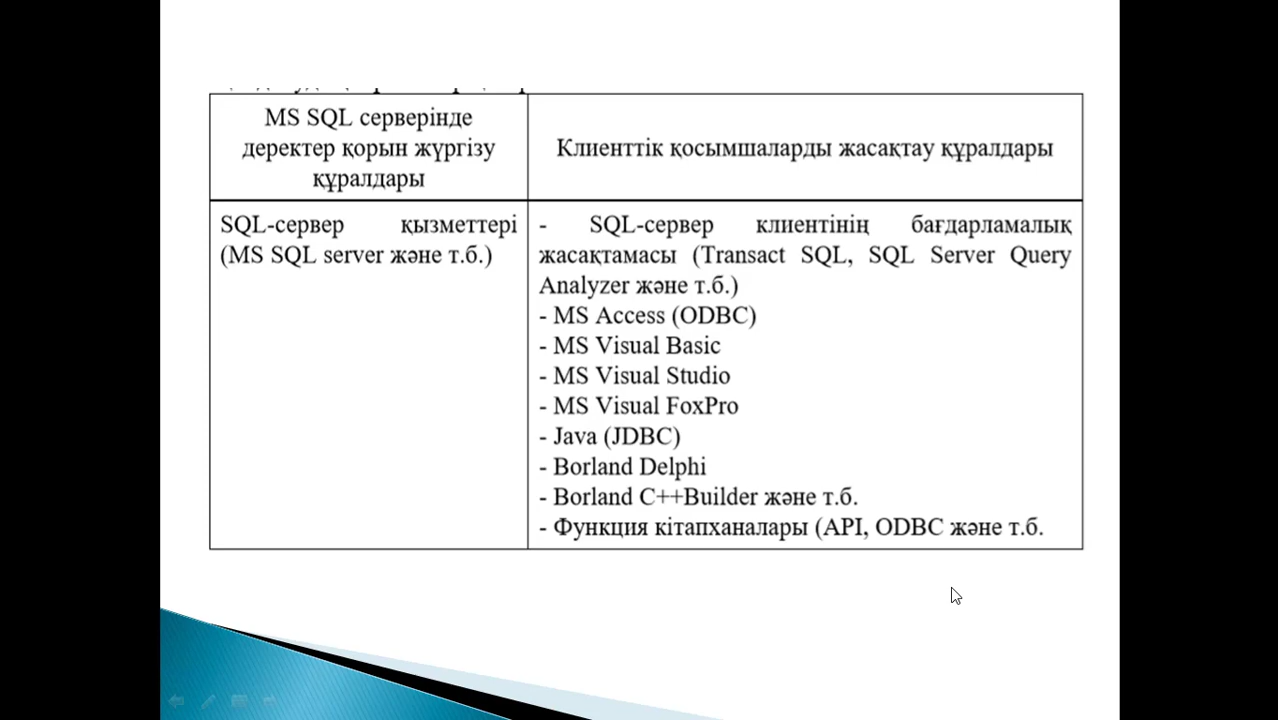 MS SQL серверінде
деректер қорын жүргізу
құралдары
Клиенттік қосымшаларды жасақтау құралдары
SQL-сервер қызметтері
(MS SQL server және т.б.)
- SQL-сервер клиентінің бағдарламалық
жасақтамасы (Transact SQL, SQL Server Query
Analyzer және т.б.)
- MS Access (ODBC)
- MS Visual Basic
- MS Visual Studio
- MS Visual FoxPro
- Java (JDBC)
- Borland Delphi
- Borland C++Builder және т.б.
- Функция кітапханалары (API, ODBC және т.б.